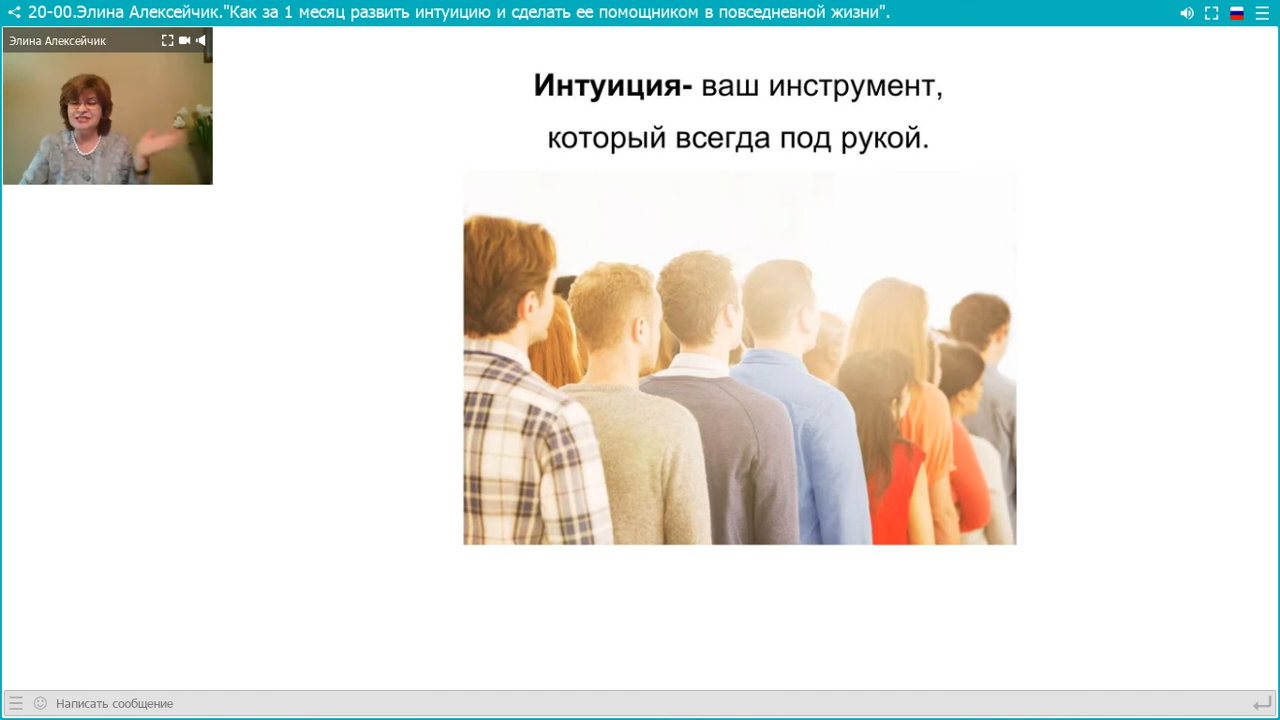 20-00.Элина Алексейчик."Как за 1 месяц развить интуицию и сделать ее помощником в повседневной жизни".
Элина Алексейчик
Интуиция- ваш инструмент,
который всегда под рукой.
Написать сообщение